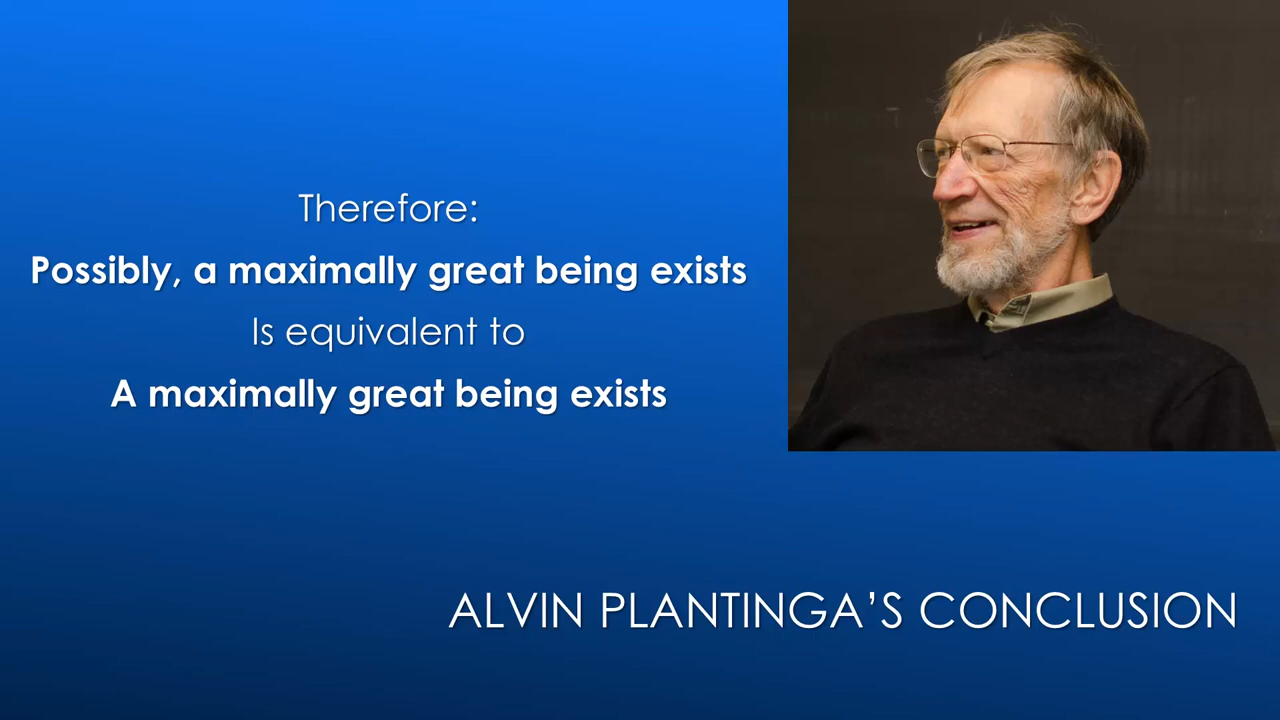 Therefore:
Possibly, a maximally great being exists
Is equivalent to
A maximally great being exists
ALVIN PLANTINGA’S CONCLUSION